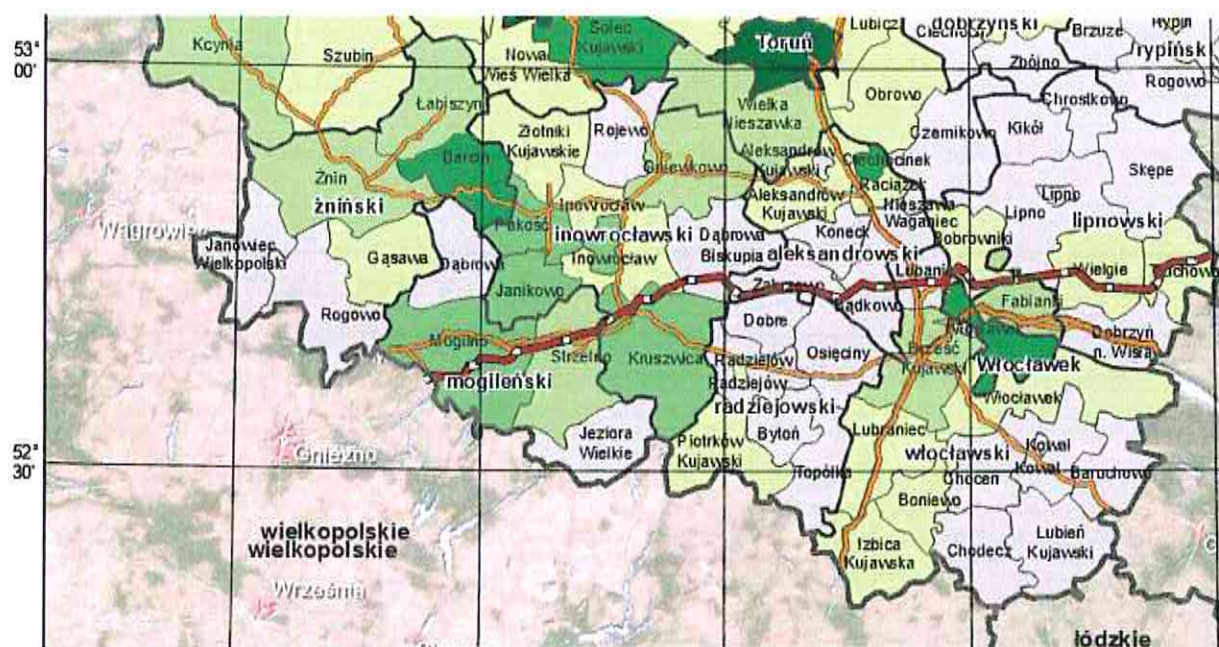 53°
00'
Kcynia
Szubin
Nowa
Wieś Wielka
Solec
Kujawski
Toruń
Lubicz
dobrzyński
Zbójno
Brzuze
Rypin
rypińsk
Rogowo
Chrostkowo
Obrowo
Czernikowo
Kikół
Skępe
Łabiszyn
Złotniki
Kujawskie
Rojewo
Wielka
Nieszawka
Barcin
Gniewkowo
Aleksandrów
Kujawski
Ciechocinek
Aleksandrów
Kujawski
Raciążek
Nieszawa
Waganiec
Lipno
Lipno
lipnowski
Żnin
żniński
Wągrowiec
Janowiec
Wielkopolski
Gąsawa
Dąbrowa
Pakość
Inowrocław
inowrocławski
Inowrocław
Dąbrowa
Biskupia
Koneck
aleksandrowski
Bobrowniki
Rogowo
Janikowo
Zakrzewo
Bądkowo
Lubanie
Wielgie
Tłuchowo
Fabianki
Mogilno
mogileński
Strzelno
Kruszwica
Dobre
Radziejów
Radziejów
radziejowski
Osięciny
Brześć
Kujawski
Włocławek
Włocławek
Włocławek
Dobrzyń
n. Wisłą
Jeziora
Wielkie
Piotrków
Kujawski
Bytoń
Topólka
Lubraniec
włocławski
Choceń
Kowal
Kowal
Baruchowo
Boniewo
Izbica
Kujawska
Chodecz
Lubień
Kujawski
52°
30'
Gniezno
wielkopolskie
wielkopolskie
Września
łódzkie